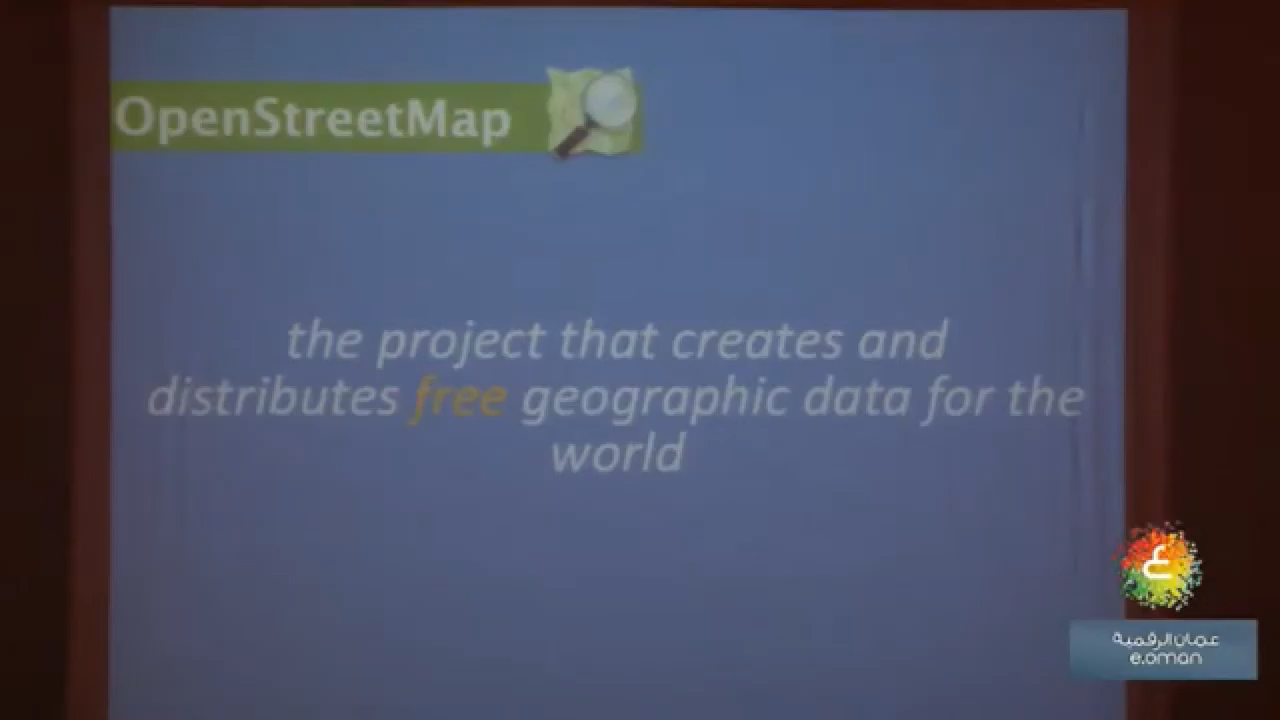 OpenStreetMap
the project that creates and
distributes free geographic data for the
world
ع
عمان الرقمية
e.oman